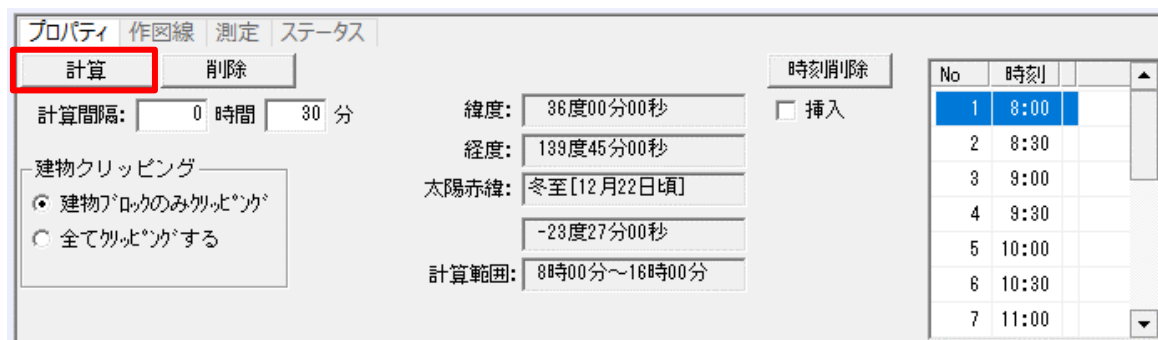 プロパティ 作図線 測定 ステータス
計算 削除 時刻削除
計算間隔: 0 時間 30 分
緯度: 36度00分00秒
挿入
経度: 139度45分00秒
建物クリッピング
太陽赤緯: 冬至[12月22日頃]
建物ﾌﾞﾛｯｸのみｸﾘｯﾋﾟﾝｸﾞ
全てｸﾘｯﾋﾟﾝｸﾞする
-23度27分00秒
計算範囲: 8時00分～16時00分
No 時刻
1 8:00
2 8:30
3 9:00
4 9:30
5 10:00
6 10:30
7 11:00